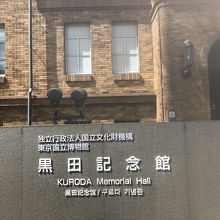 独立行政法人国立文化財機構
東京国立博物館
黒田記念館
KURODA Memorial Hall
黑田纪念馆 / 구로다 기념관